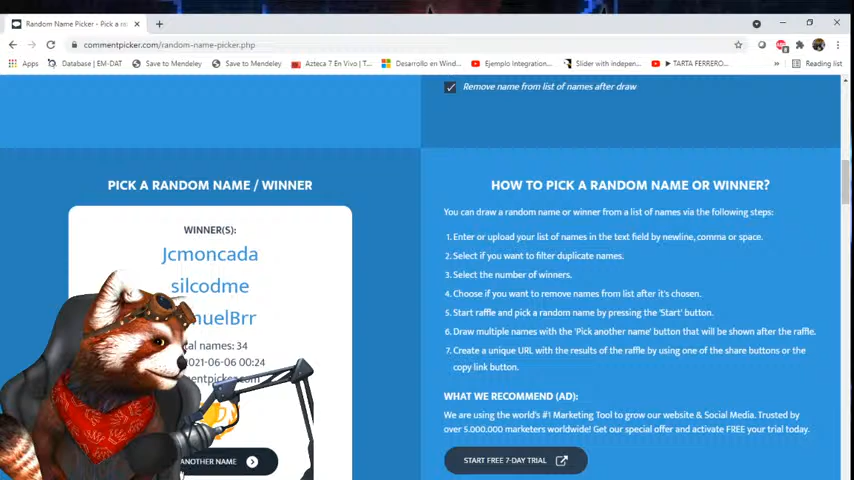 Random Name Picker - Pick a ra
commentpicker.com/random-name-picker.php
Apps
Database | EM-DAT
Save to Mendeley
Save to Mendeley
Azteca 7 En Vivo | T...
Desarrollo en Wind...
Ejemplo Integration...
Slider with indepen...
TARTA FERRERO...
»
Reading list
Remove name from list of names after draw
PICK A RANDOM NAME / WINNER
WINNER(S):
Jcmoncada
silcodme
nuelBrr
al names: 34
2021-06-06 00:24
mentpicker.com
ANOTHER NAME
HOW TO PICK A RANDOM NAME OR WINNER?
You can draw a random name or winner from a list of names via the following steps:
1. Enter or upload your list of names in the text field by newline, comma or space.
2. Select if you want to filter duplicate names.
3. Select the number of winners.
4. Choose if you want to remove names from list after it's chosen.
5. Start raffle and pick a random name by pressing the 'Start' button.
6. Draw multiple names with the 'Pick another name' button that will be shown after the raffle.
7. Create a unique URL with the results of the raffle by using one of the share buttons or the
copy link button.
WHAT WE RECOMMEND (AD):
We are using the world's #1 Marketing Tool to grow our website & Social Media. Trusted by
over 5.000.000 marketers worldwide! Get our special offer and activate FREE your trial today.
START FREE 7-DAY TRIAL